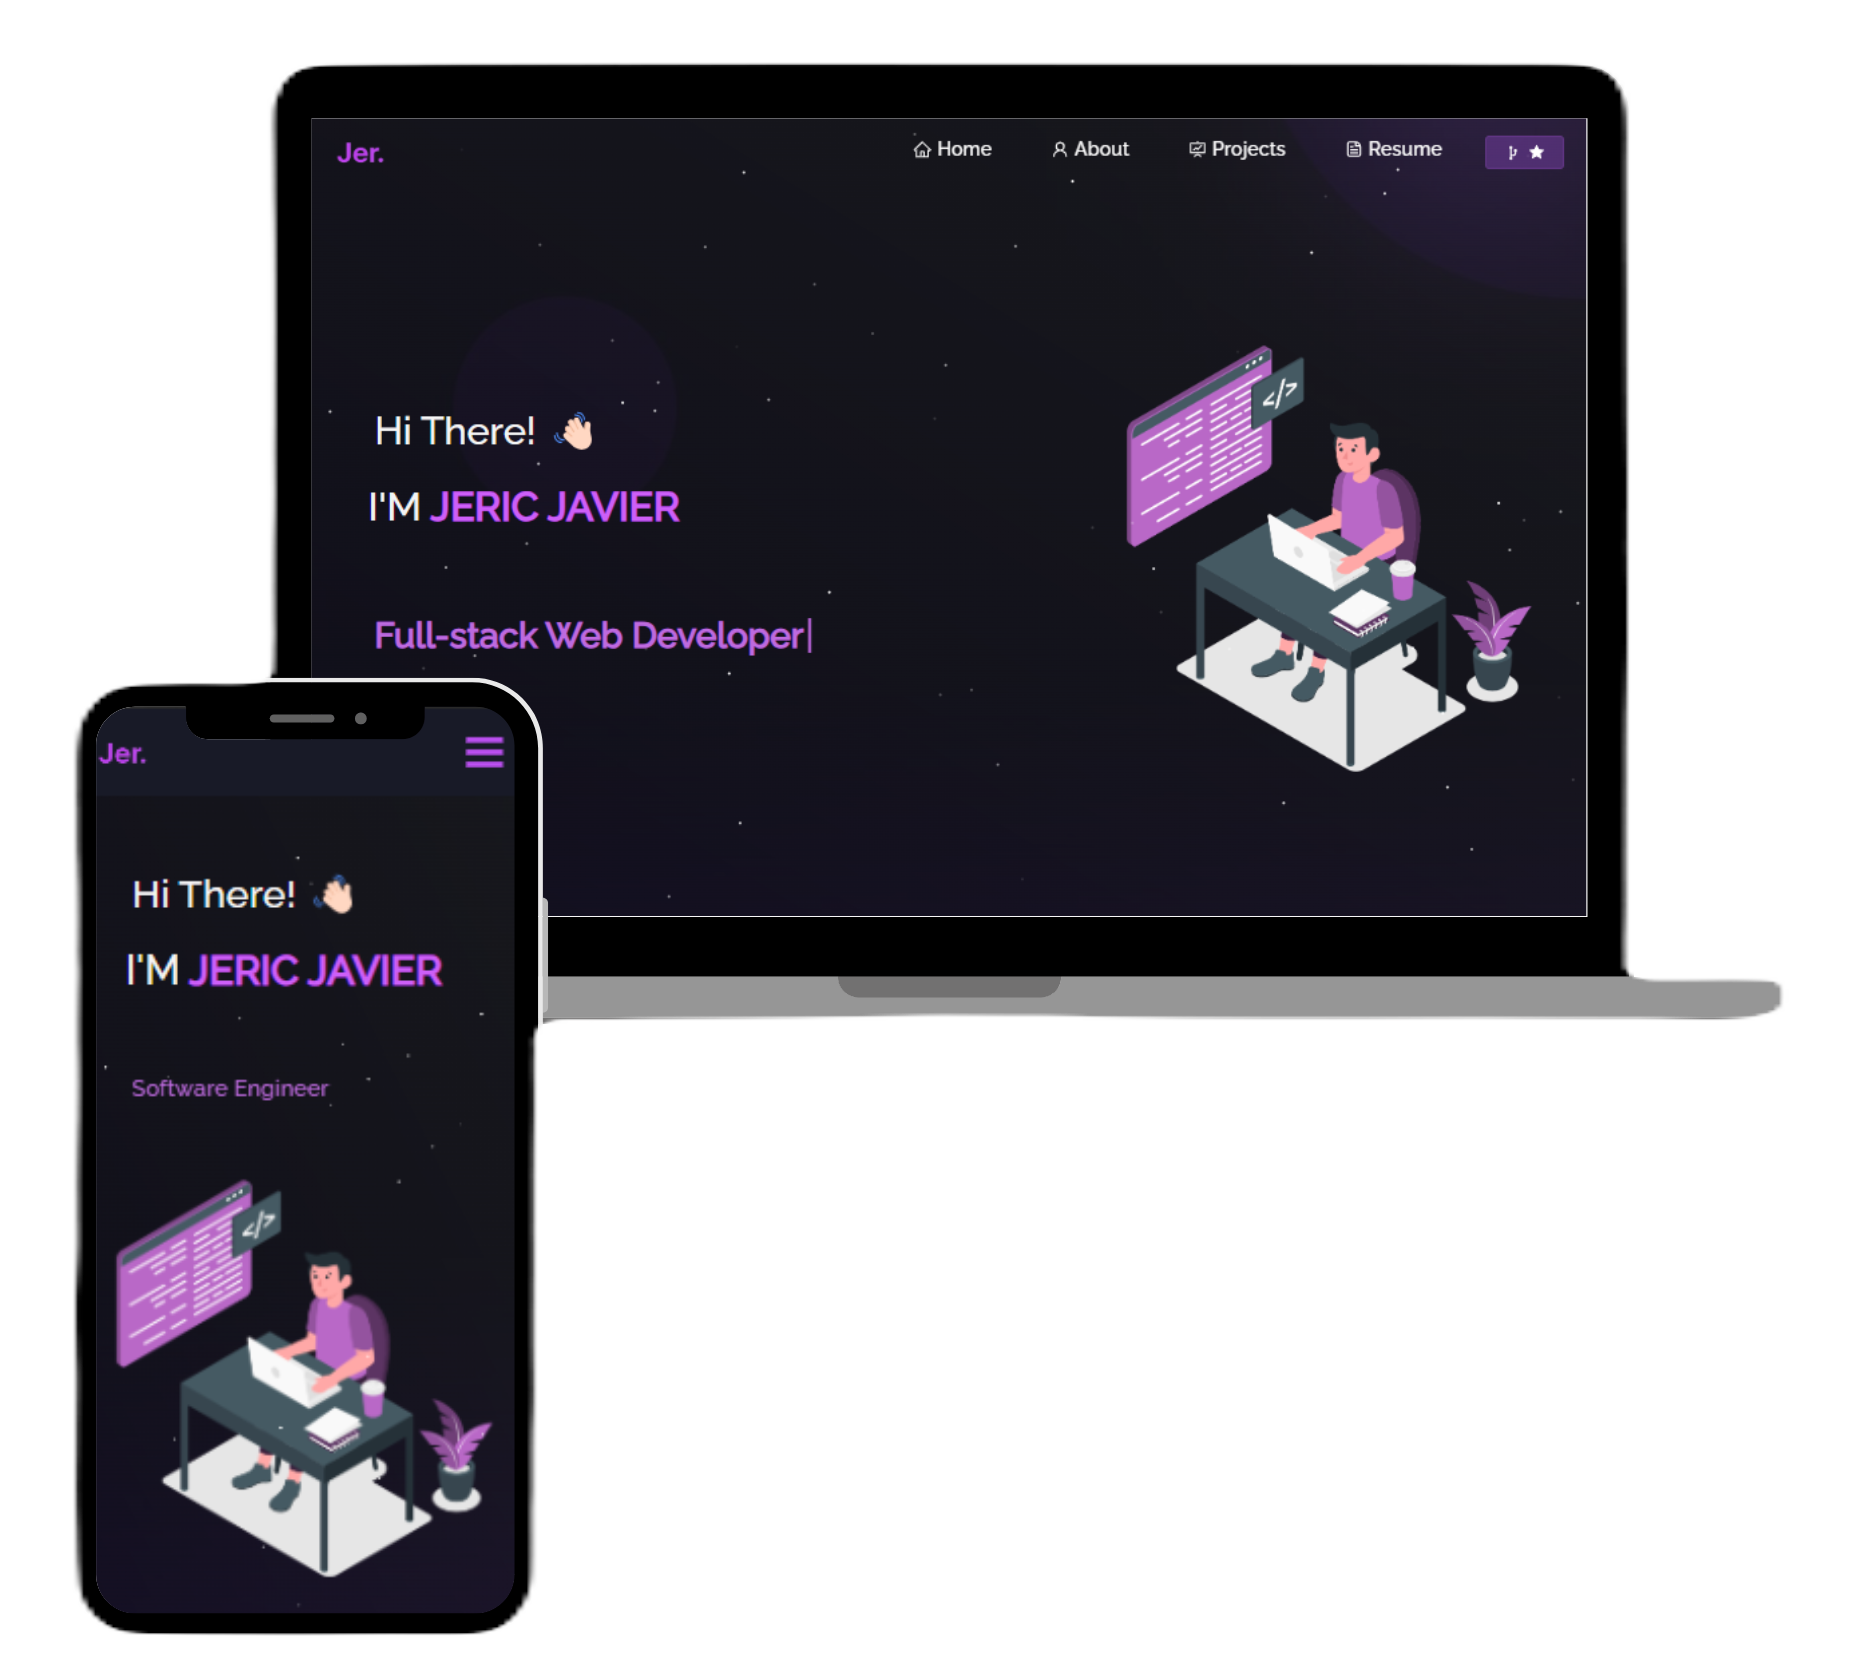 Jer.
Home
About
Projects
Resume
Hi There! 👋🏻
I'M JERIC JAVIER
Full-stack Web Developer|
</>
Jer.
Hi There! 👋🏻
I'M JERIC JAVIER
Software Engineer
</>